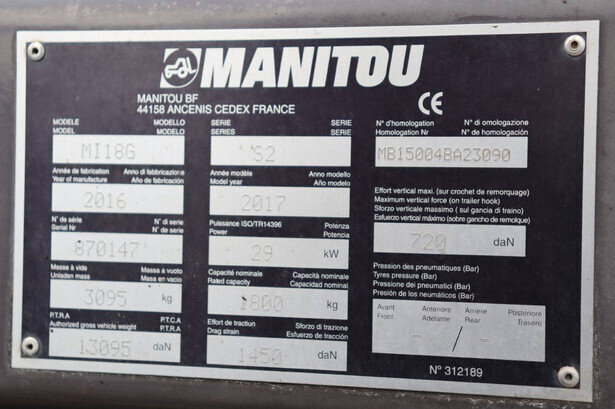 MANITOU
MANITOU BF
44158 ANCENIS CEDEX FRANCE
CE
MODELE MODELLO
MODEL MODELO
MI18G
SERIE SERIE
SERIES SERIE
S2
N° d'homologation N° di omologazione
Homologation Nr N° de homologación
MB15004BA23090
Année de fabrication Anno di fabbricazione
Year of manufacture Año de fabricación
2016
Année modèle Anno modello
Model year Año modelo
2017
Effort vertical maxi. (sur crochet de remorquage)
Maximum vertical force (on trailer hook)
Sforzo verticale massimo ( sul gancia di traino)
Esfuerzo vertical máximo (sobre gancho de remolque)
720 daN
N° de série N° di serie
Serial Nr N° de serie
870147
Puissance ISO/TR14396 Potenza
Power Potencia
29 kW
Masse à vide Massa a vuoto
Unladen mass Masa en vacio
3095 kg
Capacité nominale Capacità nominale
Rated capacity Capacidad nominal
1800 kg
Pression des pneumatiques (Bar)
Tyres pressure (Bar)
Pressione dei pneumatici (Bar)
Presión de los neumáticos (Bar)
Avant Anteriore Arrière Posteriore
Front Adelante Rear Trasero
- / -
P.T.R.A P.T.C.A
Authorized gross vehicle weight P.T.R.A
13095 daN
Effort de traction Sforzo di trazione
Drag strain Esfuerzo de tracción
1450 daN
N° 312189